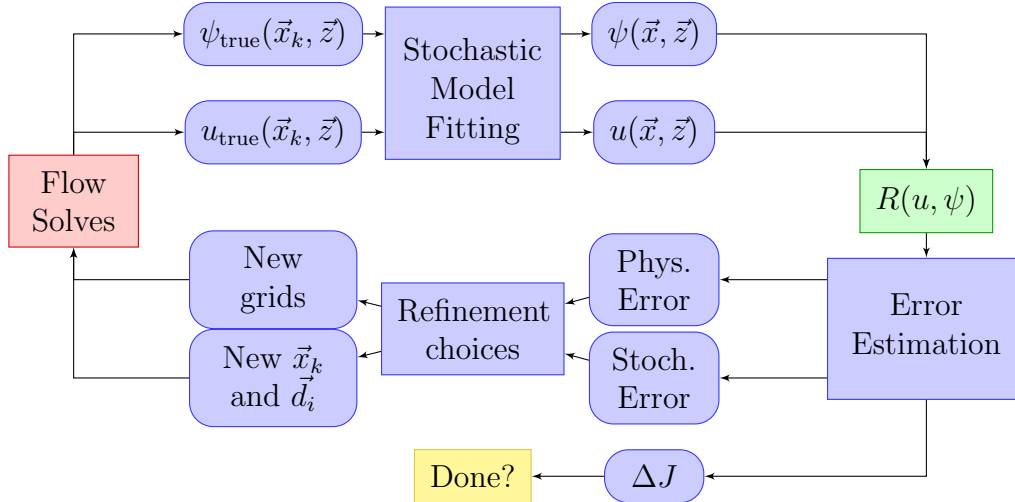 ψ_true(x⃗_k, z⃗)
Stochastic
Model
Fitting
ψ(x⃗, z⃗)
u_true(x⃗_k, z⃗)
u(x⃗, z⃗)
Flow
Solves
R(u, ψ)
New
grids
Refinement
choices
Phys.
Error
Error
Estimation
New x⃗_k
and d⃗_i
Stoch.
Error
Done?
ΔJ